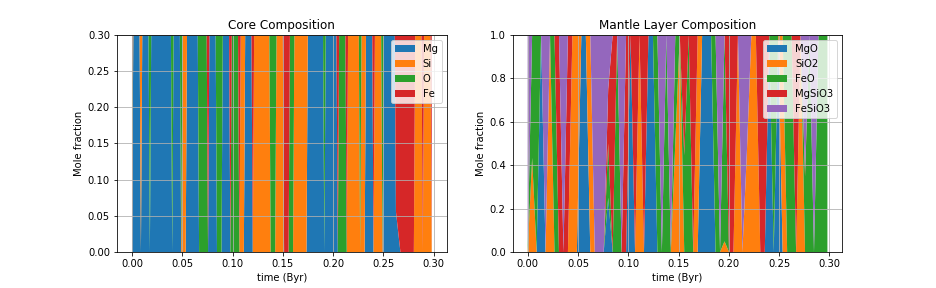 Core Composition
Mole fraction
0.30
0.25
0.20
0.15
0.10
0.05
0.00
Mg
Si
O
Fe
0.00 0.05 0.10 0.15 0.20 0.25 0.30
time (Byr)
Mantle Layer Composition
Mole fraction
1.0
0.8
0.6
0.4
0.2
0.0
MgO
SiO2
FeO
MgSiO3
FeSiO3
0.00 0.05 0.10 0.15 0.20 0.25 0.30
time (Byr)